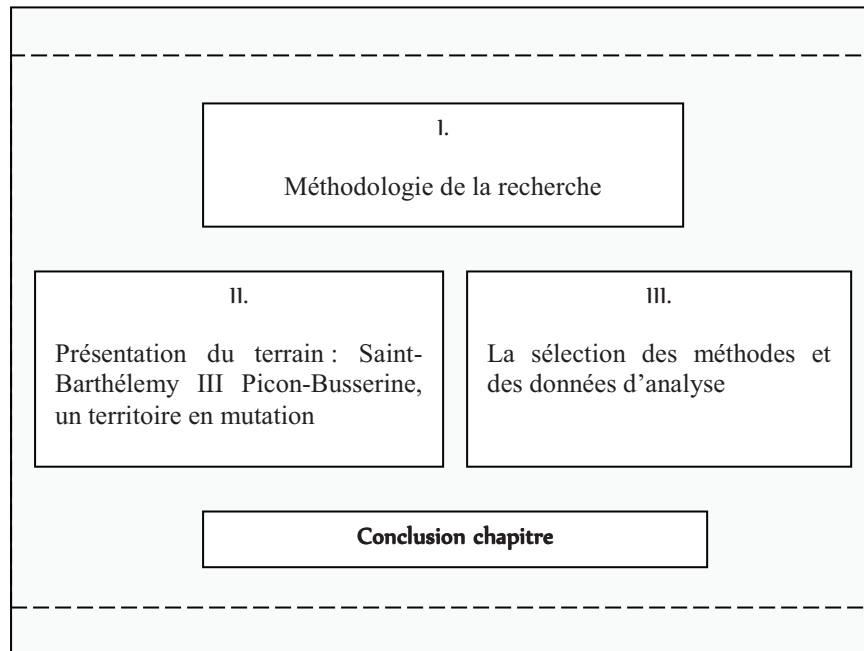 I.
Méthodologie de la recherche
II.
Présentation du terrain : Saint-
Barthélemy III Picon-Busserine,
un territoire en mutation
III.
La sélection des méthodes et
des données d’analyse
Conclusion chapitre